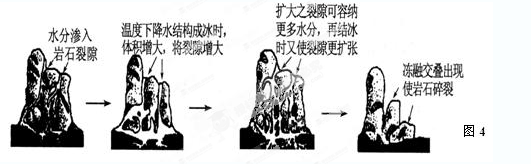 水分渗入
岩石裂隙
温度下降水结构成冰时，
体积增大，将裂隙增大
扩大之裂隙可容纳
更多水分，再结冰
时又使裂隙更扩张
冻融交叠出现
使岩石碎裂
图 4